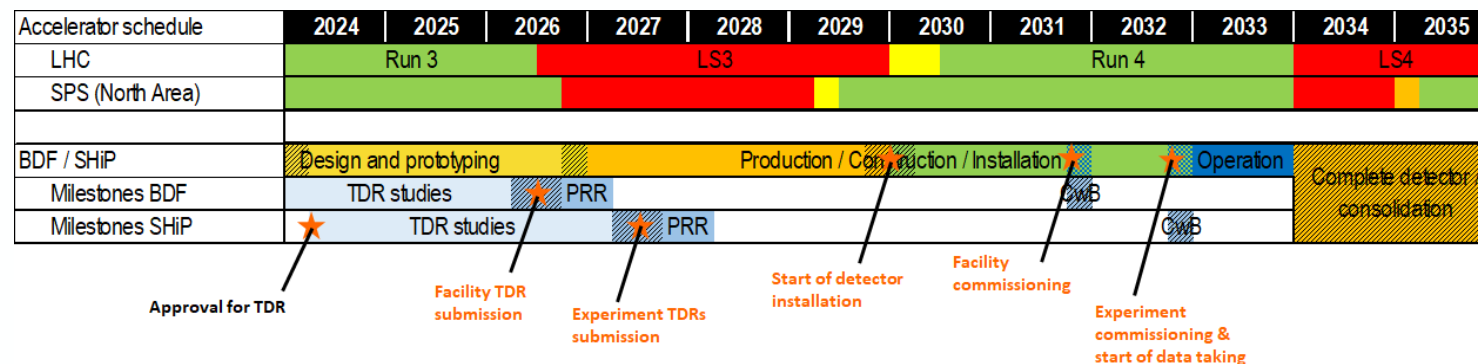 Accelerator schedule 2024 2025 2026 2027 2028 2029 2030 2031 2032 2033 2034 2035
LHC Run 3 LS3 Run 4 LS4
SPS (North Area)
BDF / SHiP Design and prototyping Production / Construction / Installation Operation
Milestones BDF TDR studies PRR CwB
Milestones SHiP TDR studies PRR CwB
Complete detector
consolidation
Approval for TDR
Facility TDR
submission
Experiment TDRs
submission
Start of detector
installation
Facility
commissioning
Experiment
commissioning &
start of data taking